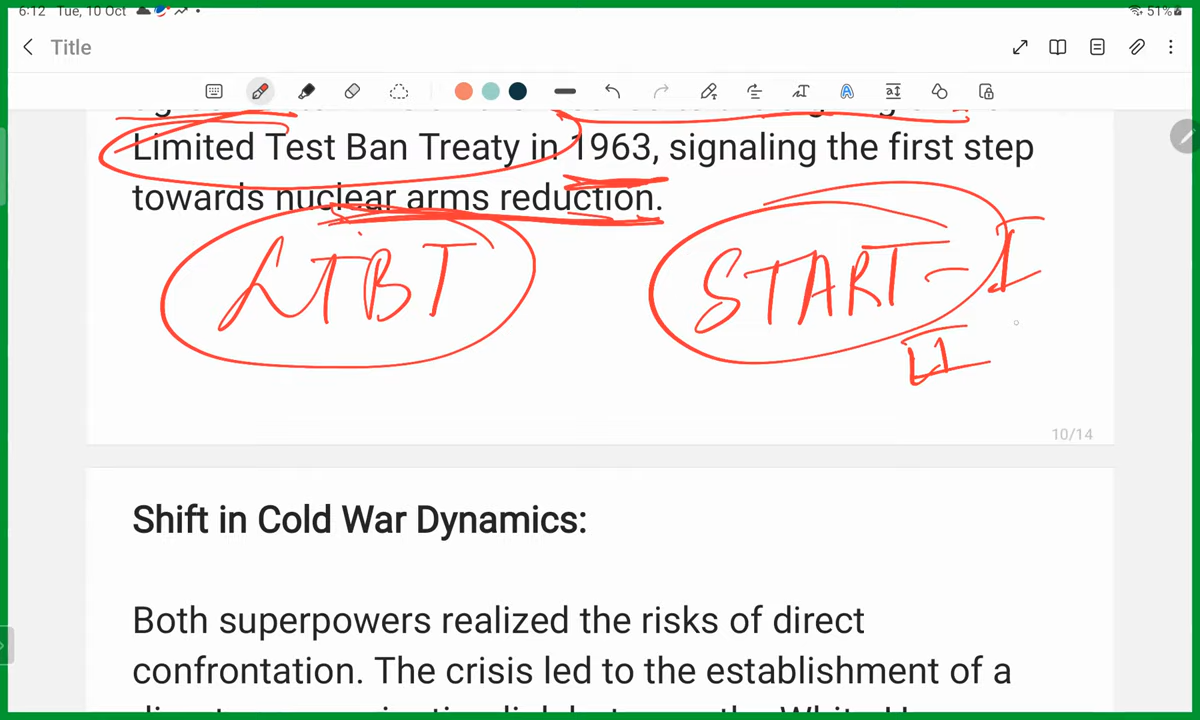 6:12 Tue, 10 Oct
51%
Title
Limited Test Ban Treaty in 1963, signaling the first step
towards nuclear arms reduction.
LTBT START - I
II
10/14
Shift in Cold War Dynamics:
Both superpowers realized the risks of direct
confrontation. The crisis led to the establishment of a